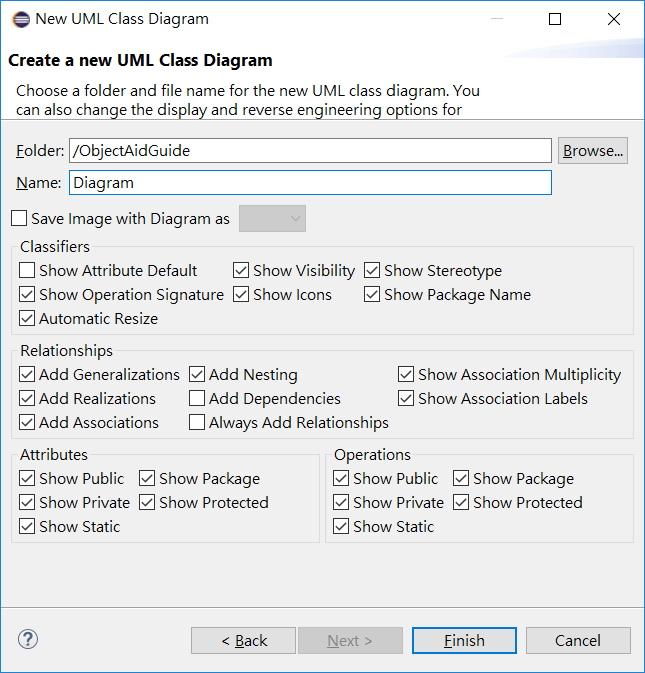 New UML Class Diagram
Create a new UML Class Diagram
Choose a folder and file name for the new UML class diagram. You
can also change the display and reverse engineering options for
Folder: /ObjectAidGuide Browse...
Name: Diagram
Save Image with Diagram as
Classifiers
Show Attribute Default Show Visibility Show Stereotype
Show Operation Signature Show Icons Show Package Name
Automatic Resize
Relationships
Add Generalizations Add Nesting Show Association Multiplicity
Add Realizations Add Dependencies Show Association Labels
Add Associations Always Add Relationships
Attributes Operations
Show Public Show Package Show Public Show Package
Show Private Show Protected Show Private Show Protected
Show Static Show Static
? < Back Next > Finish Cancel